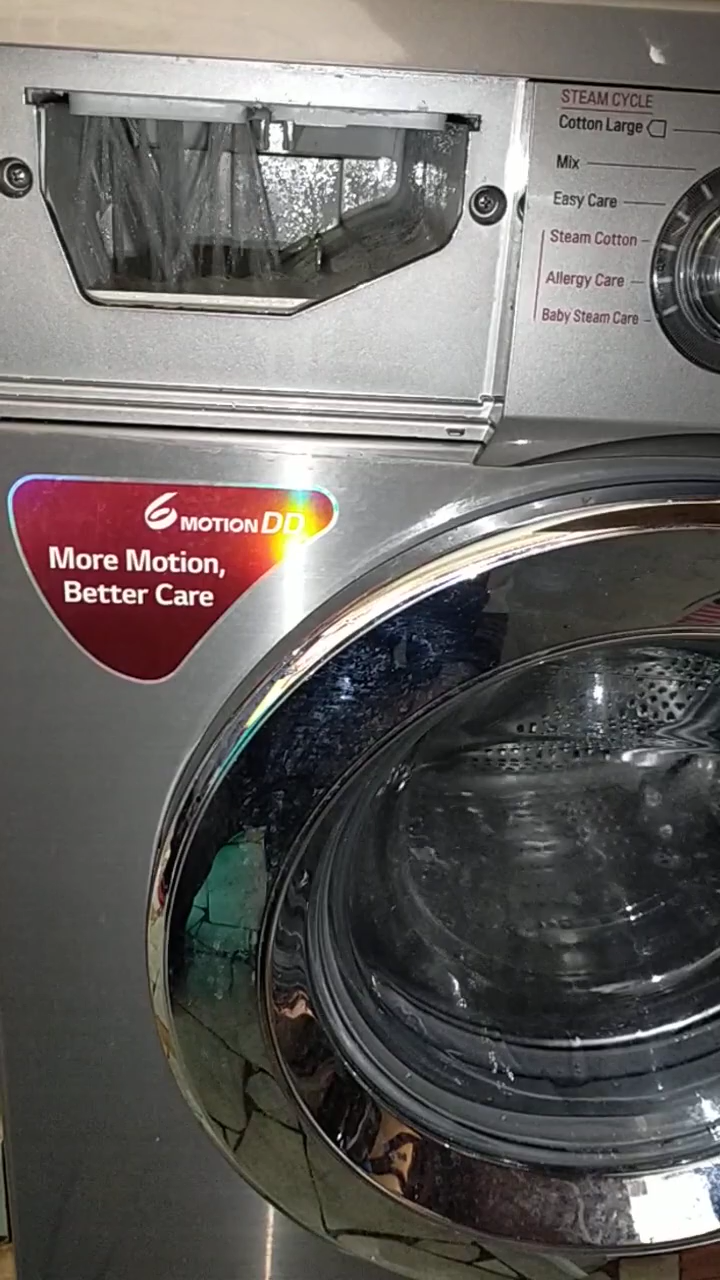 STEAM CYCLE
Cotton Large
Mix
Easy Care
Steam Cotton
Allergy Care
Baby Steam Care
6 MOTION DD
More Motion,
Better Care